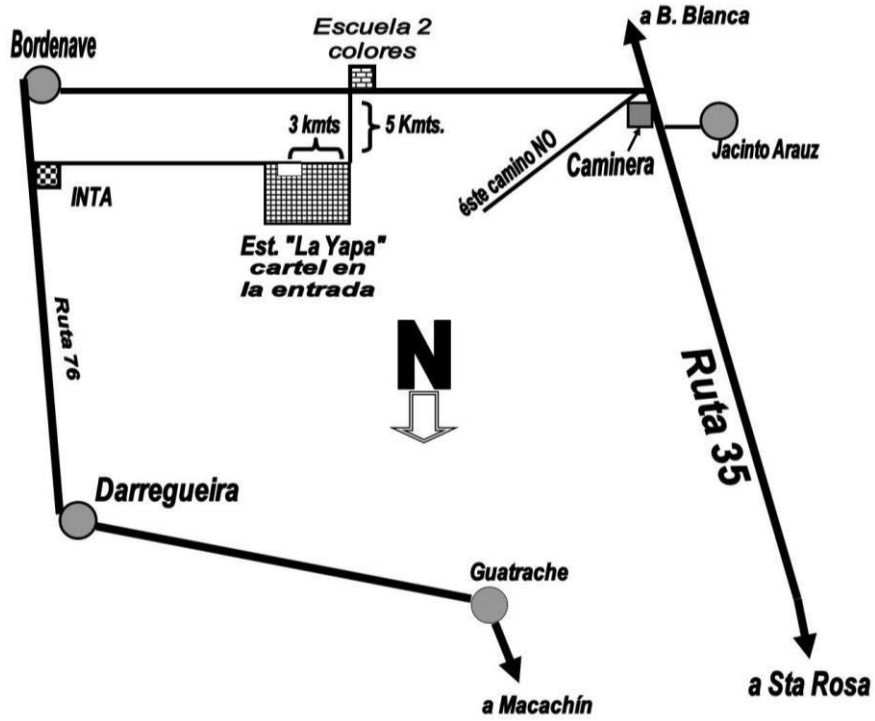 a B. Blanca
Escuela 2
colores
Bordenave
3 kmts
5 Kmts.
éste camino NO
Caminera
Jacinto Arauz
INTA
Est. "La Yapa"
cartel en
la entrada
Ruta 76
N
Ruta 35
Darregueira
Guatrache
a Macachín
a Sta Rosa